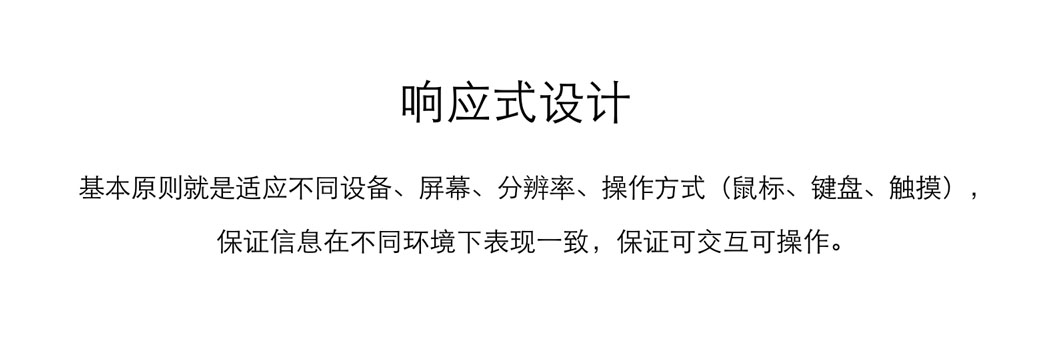 响应式设计
基本原则就是适应不同设备、屏幕、分辨率、操作方式（鼠标、键盘、触摸），
保证信息在不同环境下表现一致，保证可交互可操作。